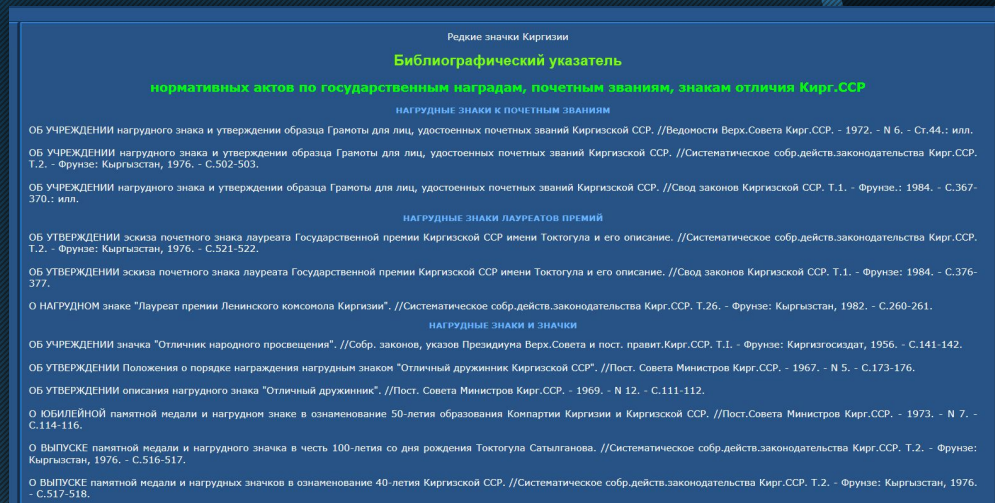 Редкие значки Киргизии
Библиографический указатель
нормативных актов по государственным наградам, почетным званиям, знакам отличия Кирг.ССР
НАГРУДНЫЕ ЗНАКИ К ПОЧЕТНЫМ ЗВАНИЯМ
ОБ УЧРЕЖДЕНИИ нагрудного знака и утверждении образца Грамоты для лиц, удостоенных почетных званий Киргизской ССР. //Ведомости Верх.Совета Кирг.ССР. - 1972. - N 6. - Ст.44.: илл.
ОБ УЧРЕЖДЕНИИ нагрудного знака и утверждении образца Грамоты для лиц, удостоенных почетных званий Киргизской ССР. //Систематическое собр.действ.законодательства Кирг.ССР.
Т.2. - Фрунзе: Кыргызстан, 1976. - С.502-503.
ОБ УЧРЕЖДЕНИИ нагрудного знака и утверждении образца Грамоты для лиц, удостоенных почетных званий Киргизской ССР. //Свод законов Киргизской ССР. Т.1. - Фрунзе.: 1984. - С.367-
370.: илл.
НАГРУДНЫЕ ЗНАКИ ЛАУРЕАТОВ ПРЕМИЙ
ОБ УТВЕРЖДЕНИИ эскиза почетного знака лауреата Государственной премии Киргизской ССР имени Токтогула и его описание. //Систематическое собр.действ.законодательства Кирг.ССР.
Т.2. - Фрунзе: Кыргызстан, 1976. - С.521-522.
ОБ УТВЕРЖДЕНИИ эскиза почетного знака лауреата Государственной премии Киргизской ССР имени Токтогула и его описание. //Свод законов Киргизской ССР. Т.1. - Фрунзе: 1984. - С.376-
377.
О НАГРУДНОМ знаке "Лауреат премии Ленинского комсомола Киргизии". //Систематическое собр.действ.законодательства Кирг.ССР. Т.26. - Фрунзе: Кыргызстан, 1982. - С.260-261.
НАГРУДНЫЕ ЗНАКИ И ЗНАЧКИ
ОБ УЧРЕЖДЕНИИ значка "Отличник народного просвещения". //Собр. законов, указов Президиума Верх.Совета и пост. правит.Кирг.ССР. Т.I. - Фрунзе: Киргизгосиздат, 1956. - С.141-142.
ОБ УТВЕРЖДЕНИИ Положения о порядке награждения нагрудным знаком "Отличный дружинник Киргизской ССР". //Пост. Совета Министров Кирг.ССР. - 1967. - N 5. - С.173-176.
ОБ УТВЕРЖДЕНИИ описания нагрудного знака "Отличный дружинник". //Пост. Совета Министров Кирг.ССР. - 1969. - N 12. - С.111-112.
О ЮБИЛЕЙНОЙ памятной медали и нагрудном знаке в ознаменование 50-летия образования Компартии Киргизии и Киргизской ССР. //Пост.Совета Министров Кирг.ССР. - 1973. - N 7. -
С.114-116.
О ВЫПУСКЕ памятной медали и нагрудного значка в честь 100-летия со дня рождения Токтогула Сатылганова. //Систематическое собр.действ.законодательства Кирг.ССР. Т.2. - Фрунзе:
Кыргызстан, 1976. - С.516-517.
О ВЫПУСКЕ памятной медали и нагрудных значков в ознаменование 40-летия Киргизской ССР. //Систематическое собр.действ.законодательства Кирг.ССР. Т.2. - Фрунзе: Кыргызстан, 1976.
- С.517-518.